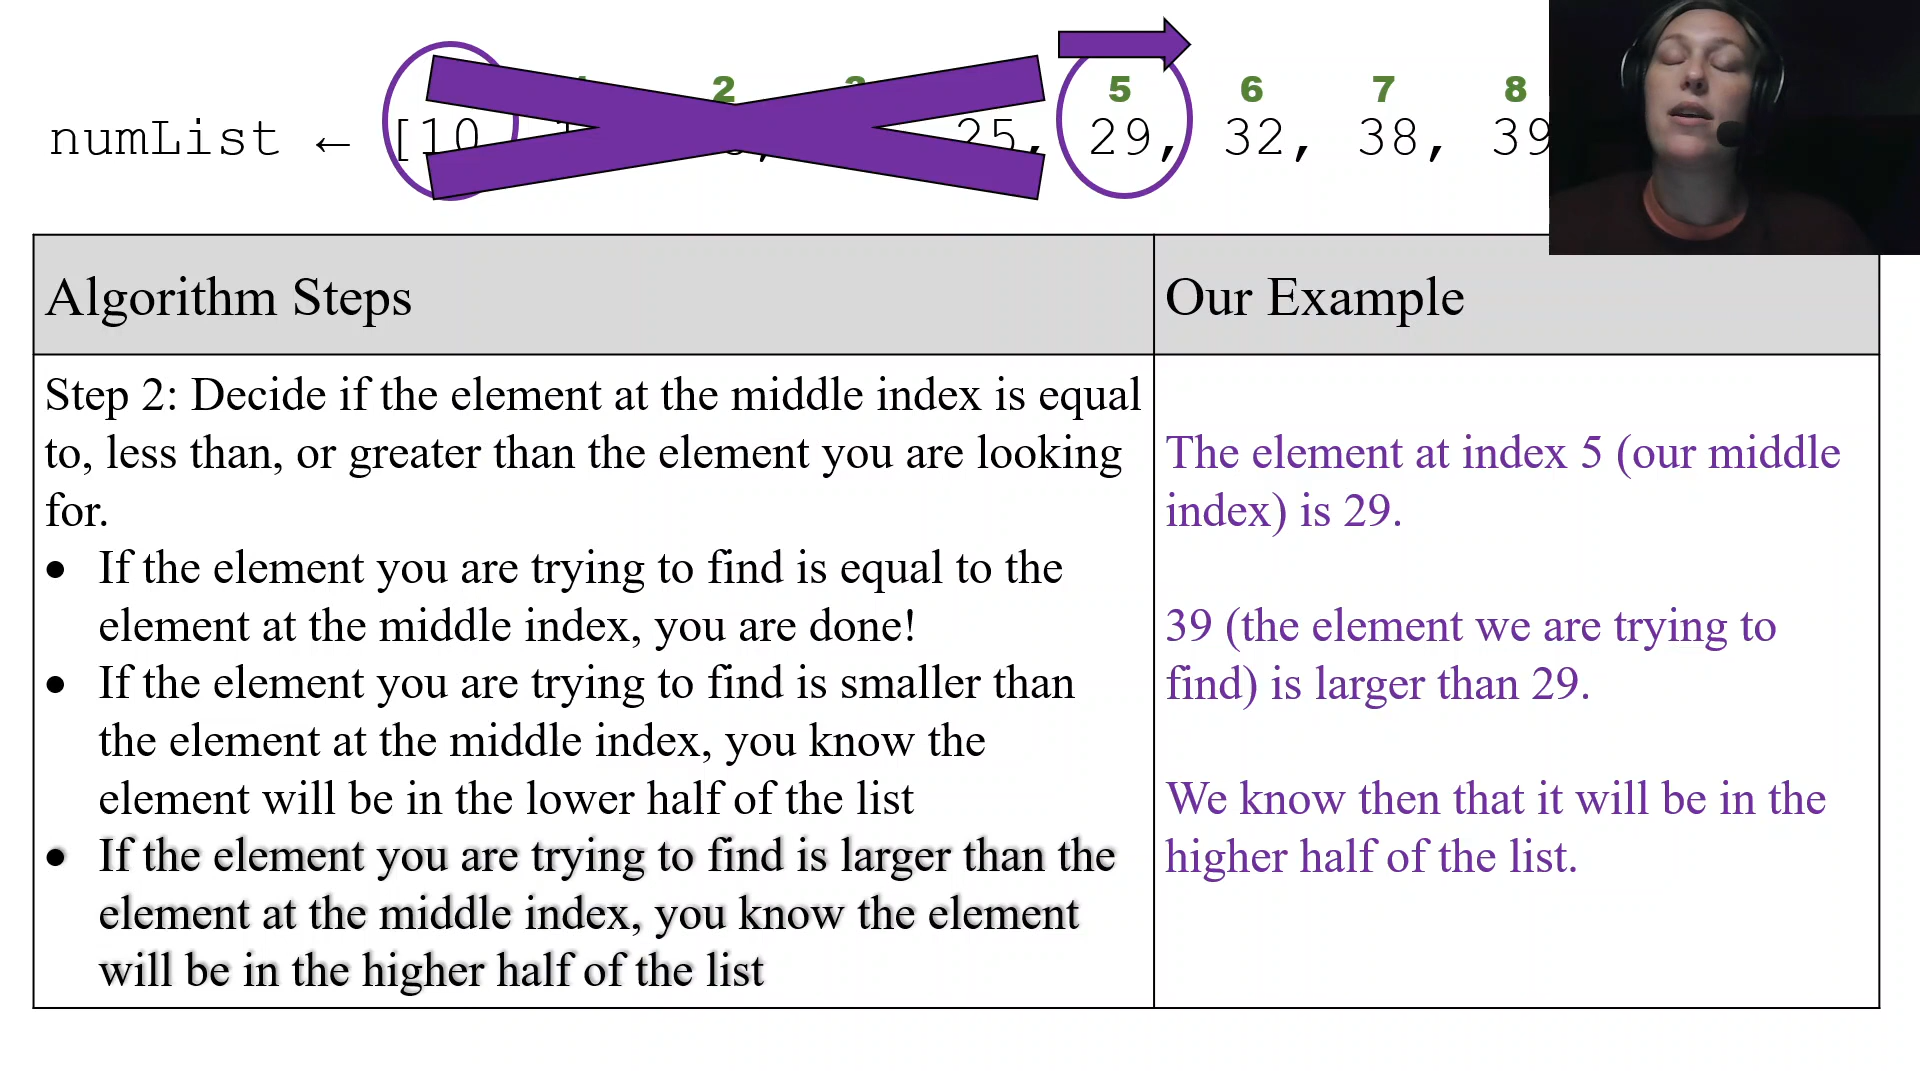 2 5 6 7 8
numList ← [10 25, 29, 32, 38, 39
Algorithm Steps
Our Example
Step 2: Decide if the element at the middle index is equal
to, less than, or greater than the element you are looking
for.
• If the element you are trying to find is equal to the
element at the middle index, you are done!
• If the element you are trying to find is smaller than
the element at the middle index, you know the
element will be in the lower half of the list
• If the element you are trying to find is larger than the
element at the middle index, you know the element
will be in the higher half of the list
The element at index 5 (our middle
index) is 29.
39 (the element we are trying to
find) is larger than 29.
We know then that it will be in the
higher half of the list.